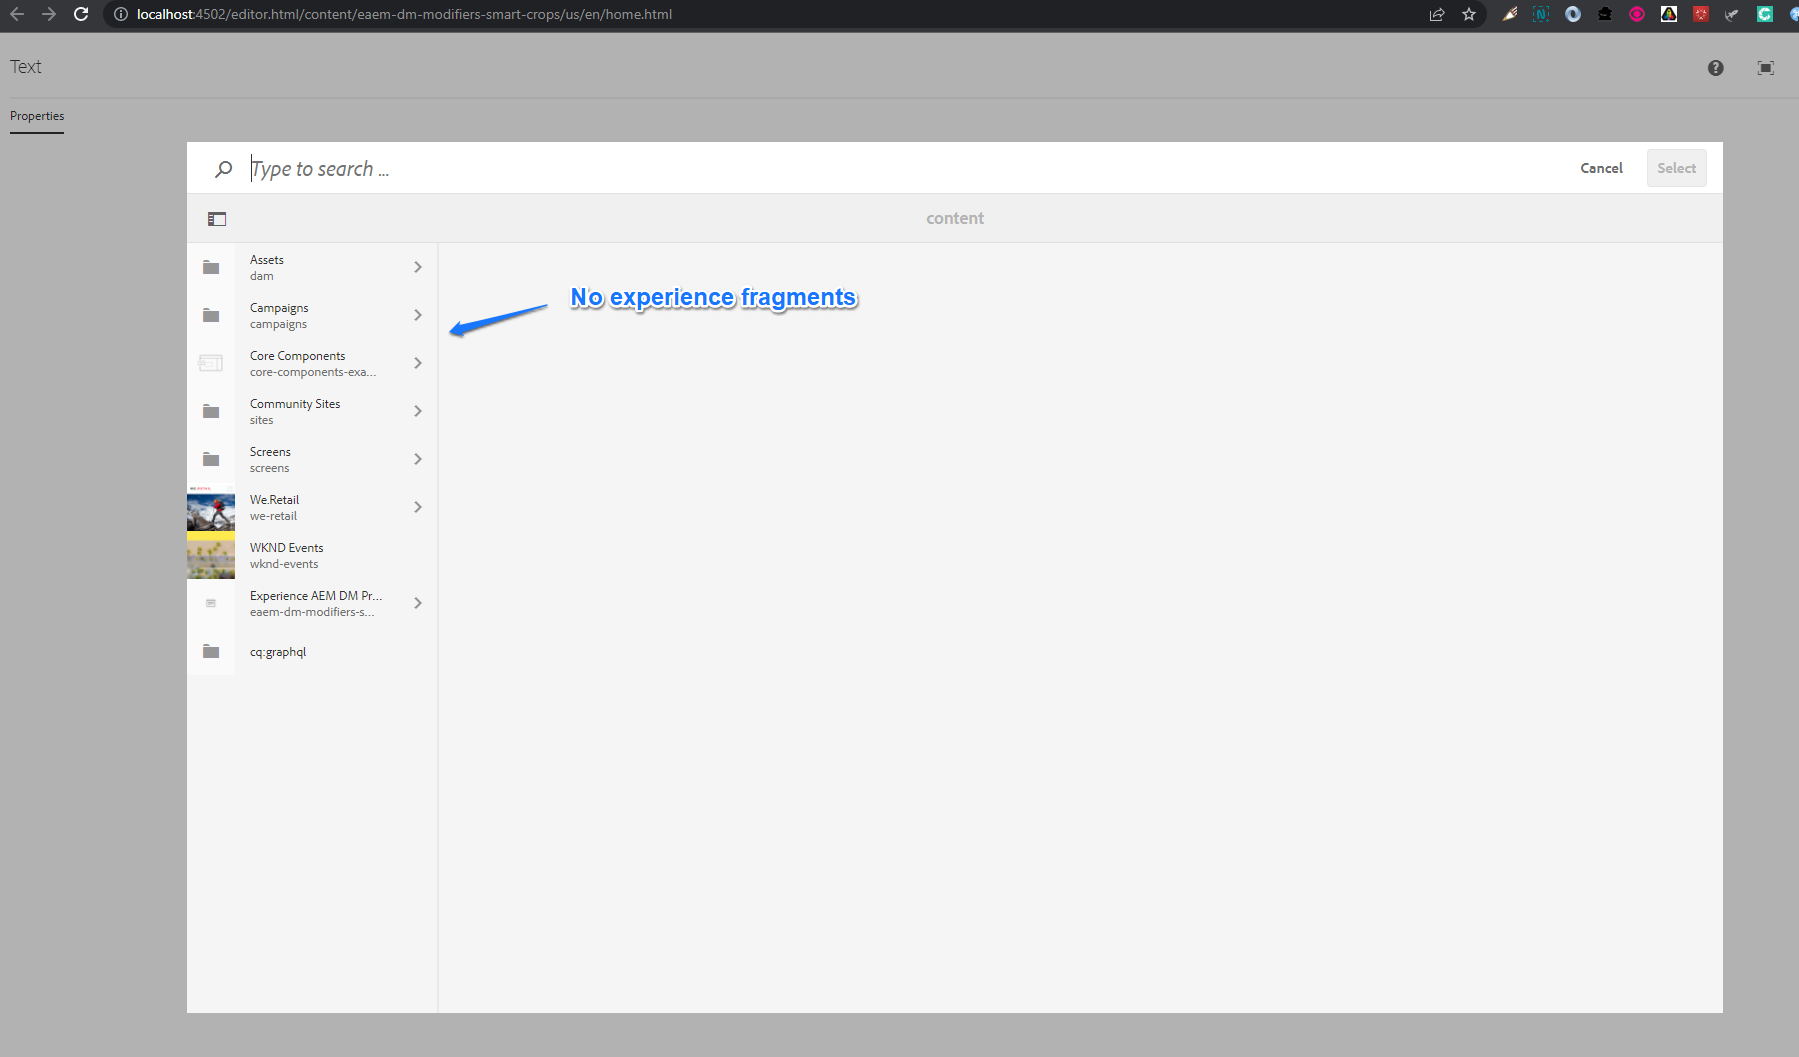 localhost:4502/editor.html/content/eaem-dm-modifiers-smart-crops/us/en/home.html
Text
Properties
Type to search ...
Cancel
Select
content
Assets
dam
Campaigns
campaigns
No experience fragments
Core Components
core-components-exa...
Community Sites
sites
Screens
screens
We.Retail
we-retail
WKND Events
wknd-events
Experience AEM DM Pr...
eaem-dm-modifiers-s...
cq:graphql